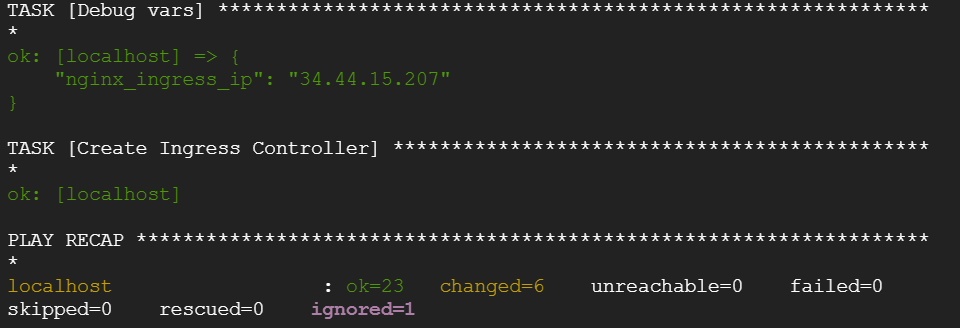 TASK [Debug vars] *************************************************************
*
ok: [localhost] => {
    "nginx_ingress_ip": "34.44.15.207"
}

TASK [Create Ingress Controller] **********************************************
*
ok: [localhost]

PLAY RECAP ********************************************************************
*
localhost                  : ok=23   changed=6    unreachable=0    failed=0
skipped=0    rescued=0    ignored=1